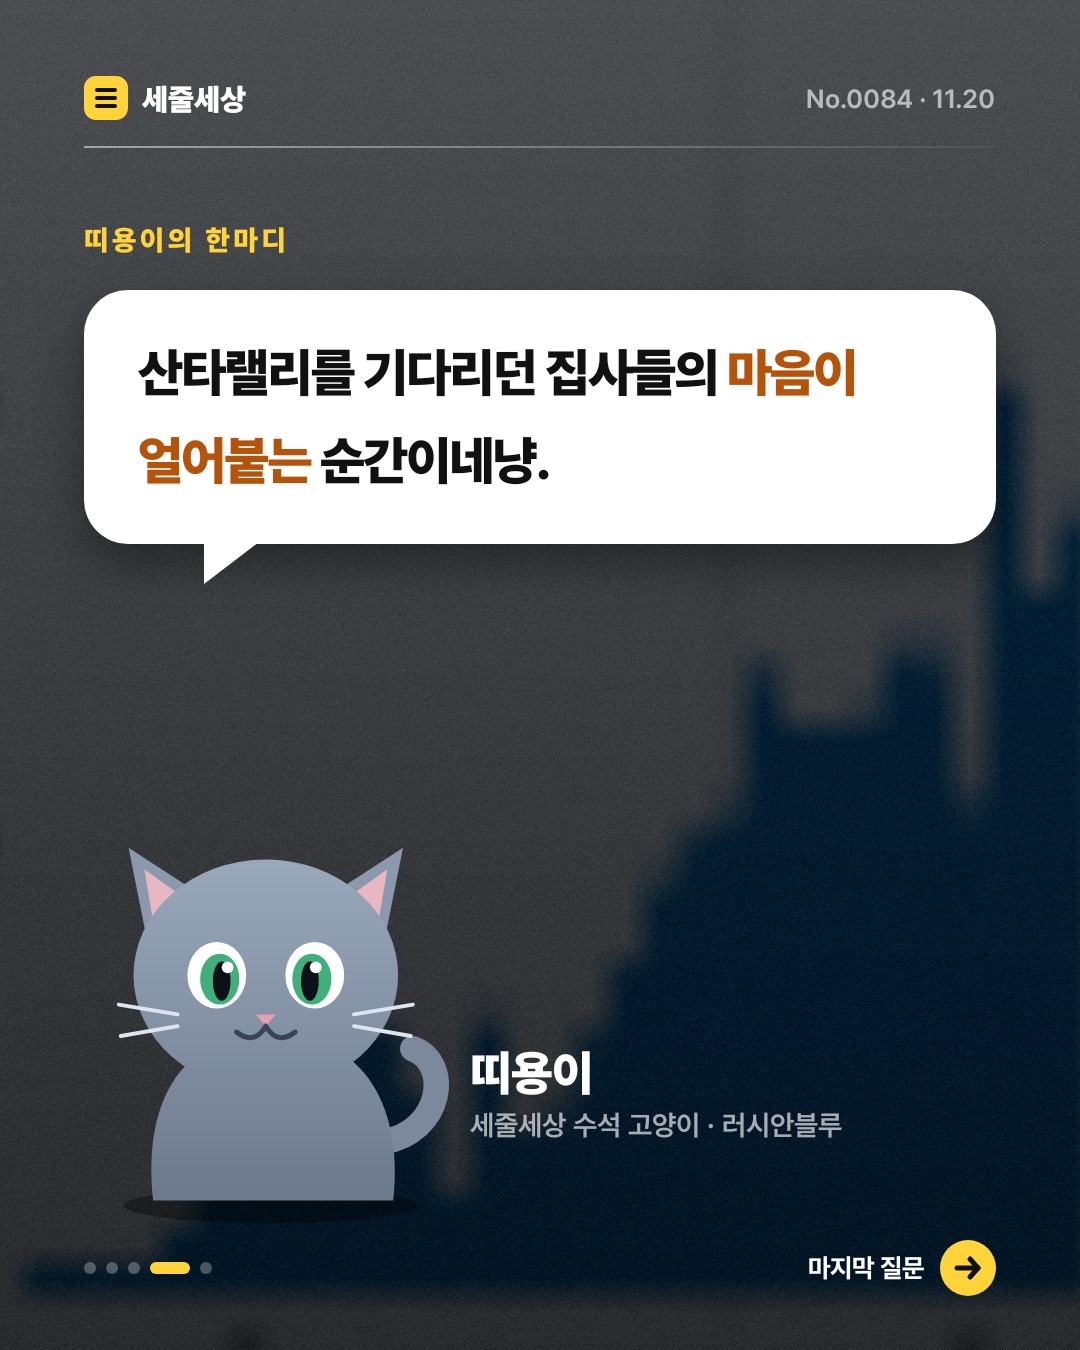 세줄세상
No.0084 · 11.20
띠용이의 한마디
산타랠리를 기다리던 집사들의 마음이
얼어붙는 순간이네냥.
띠용이
세줄세상 수석 고양이 · 러시안블루
마지막 질문